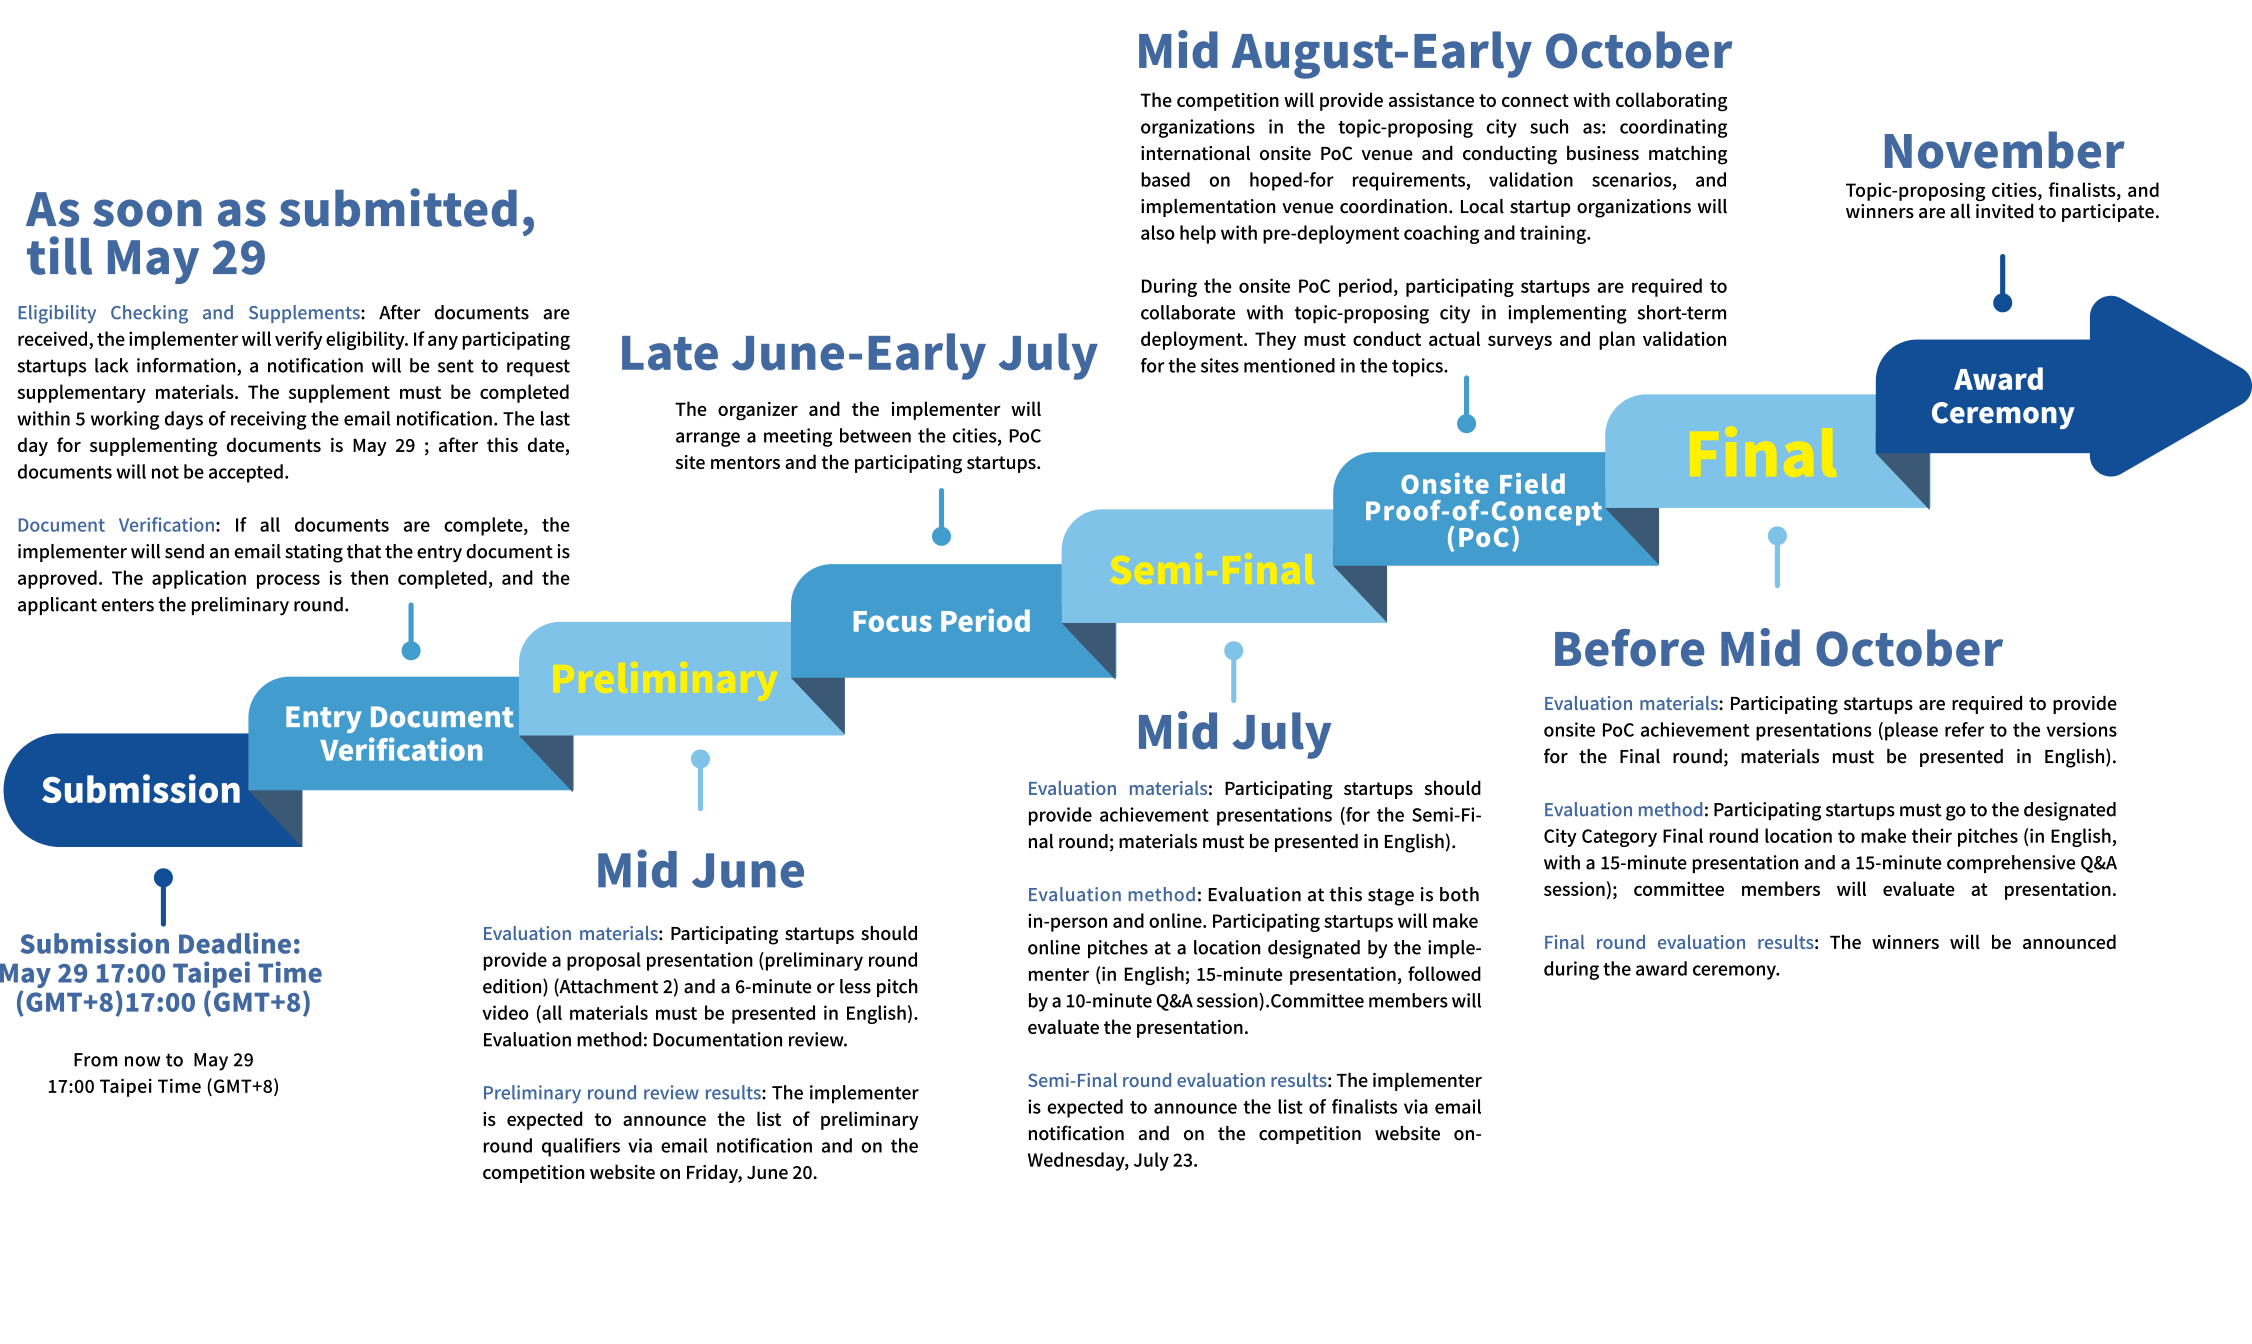 Submission
Submission Deadline:
May 29 17:00 Taipei Time
(GMT+8)17:00 (GMT+8)
From now to May 29
17:00 Taipei Time (GMT+8)
As soon as submitted,
till May 29
Eligibility Checking and Supplements: After documents are
received, the implementer will verify eligibility. If any participating
startups lack information, a notification will be sent to request
supplementary materials. The supplement must be completed
within 5 working days of receiving the email notification. The last
day for supplementing documents is May 29 ; after this date,
documents will not be accepted.
Document Verification: If all documents are complete, the
implementer will send an email stating that the entry document is
approved. The application process is then completed, and the
applicant enters the preliminary round.
Entry Document
Verification
Preliminary
Mid June
Evaluation materials: Participating startups should
provide a proposal presentation (preliminary round
edition) (Attachment 2) and a 6-minute or less pitch
video (all materials must be presented in English).
Evaluation method: Documentation review.
Preliminary round review results: The implementer
is expected to announce the list of preliminary
round qualifiers via email notification and on the
competition website on Friday, June 20.
Late June-Early July
The organizer and the implementer will
arrange a meeting between the cities, PoC
site mentors and the participating startups.
Focus Period
Semi-Final
Mid July
Evaluation materials: Participating startups should
provide achievement presentations (for the Semi-Fi-
nal round; materials must be presented in English).
Evaluation method: Evaluation at this stage is both
in-person and online. Participating startups will make
online pitches at a location designated by the imple-
menter (in English; 15-minute presentation, followed
by a 10-minute Q&A session).Committee members will
evaluate the presentation.
Semi-Final round evaluation results: The implementer
is expected to announce the list of finalists via email
notification and on the competition website on-
Wednesday, July 23.
Mid August-Early October
The competition will provide assistance to connect with collaborating
organizations in the topic-proposing city such as: coordinating
international onsite PoC venue and conducting business matching
based on hoped-for requirements, validation scenarios, and
implementation venue coordination. Local startup organizations will
also help with pre-deployment coaching and training.
During the onsite PoC period, participating startups are required to
collaborate with topic-proposing city in implementing short-term
deployment. They must conduct actual surveys and plan validation
for the sites mentioned in the topics.
Onsite Field
Proof-of-Concept
(PoC)
Final
Before Mid October
Evaluation materials: Participating startups are required to provide
onsite PoC achievement presentations (please refer to the versions
for the Final round; materials must be presented in English).
Evaluation method: Participating startups must go to the designated
City Category Final round location to make their pitches (in English,
with a 15-minute presentation and a 15-minute comprehensive Q&A
session); committee members will evaluate at presentation.
Final round evaluation results: The winners will be announced
during the award ceremony.
November
Topic-proposing cities, finalists, and
winners are all invited to participate.
Award
Ceremony